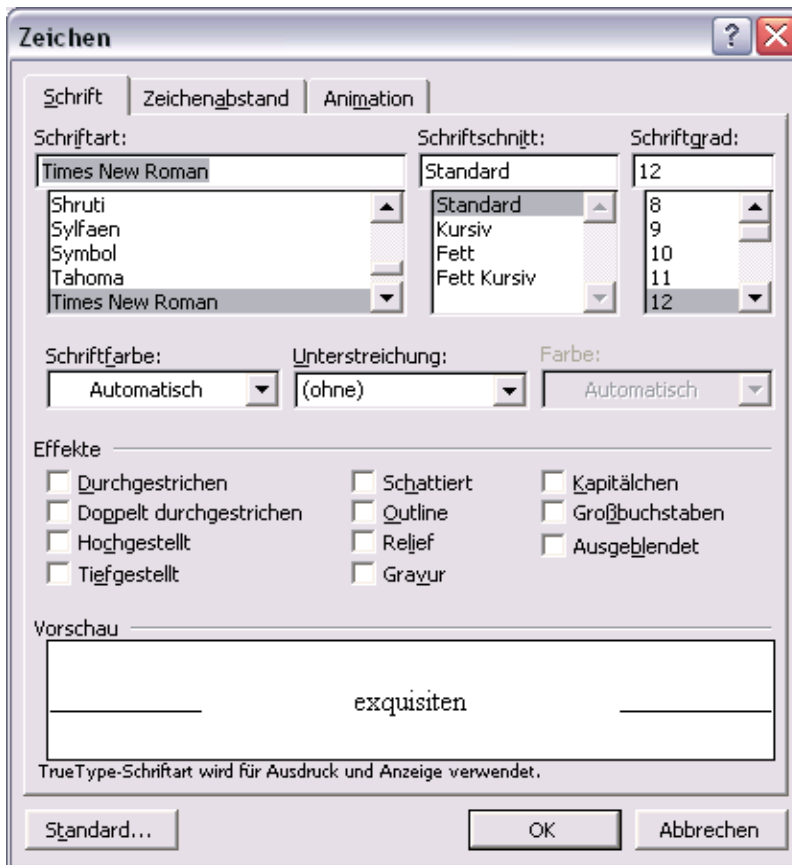 Zeichen
Schrift Zeichenabstand Animation
Schriftart: Schriftschnitt: Schriftgrad:
Times New Roman Standard 12
Shruti Standard 8
Sylfaen Kursiv 9
Symbol Fett 10
Tahoma Fett Kursiv 11
Times New Roman 12
Schriftfarbe: Unterstreichung: Farbe:
Automatisch (ohne) Automatisch
Effekte
Durchgestrichen Schattiert Kapitälchen
Doppelt durchgestrichen Outline Großbuchstaben
Hochgestellt Relief Ausgeblendet
Tiefgestellt Gravur
Vorschau
exquisiten
TrueType-Schriftart wird für Ausdruck und Anzeige verwendet.
Standard... OK Abbrechen